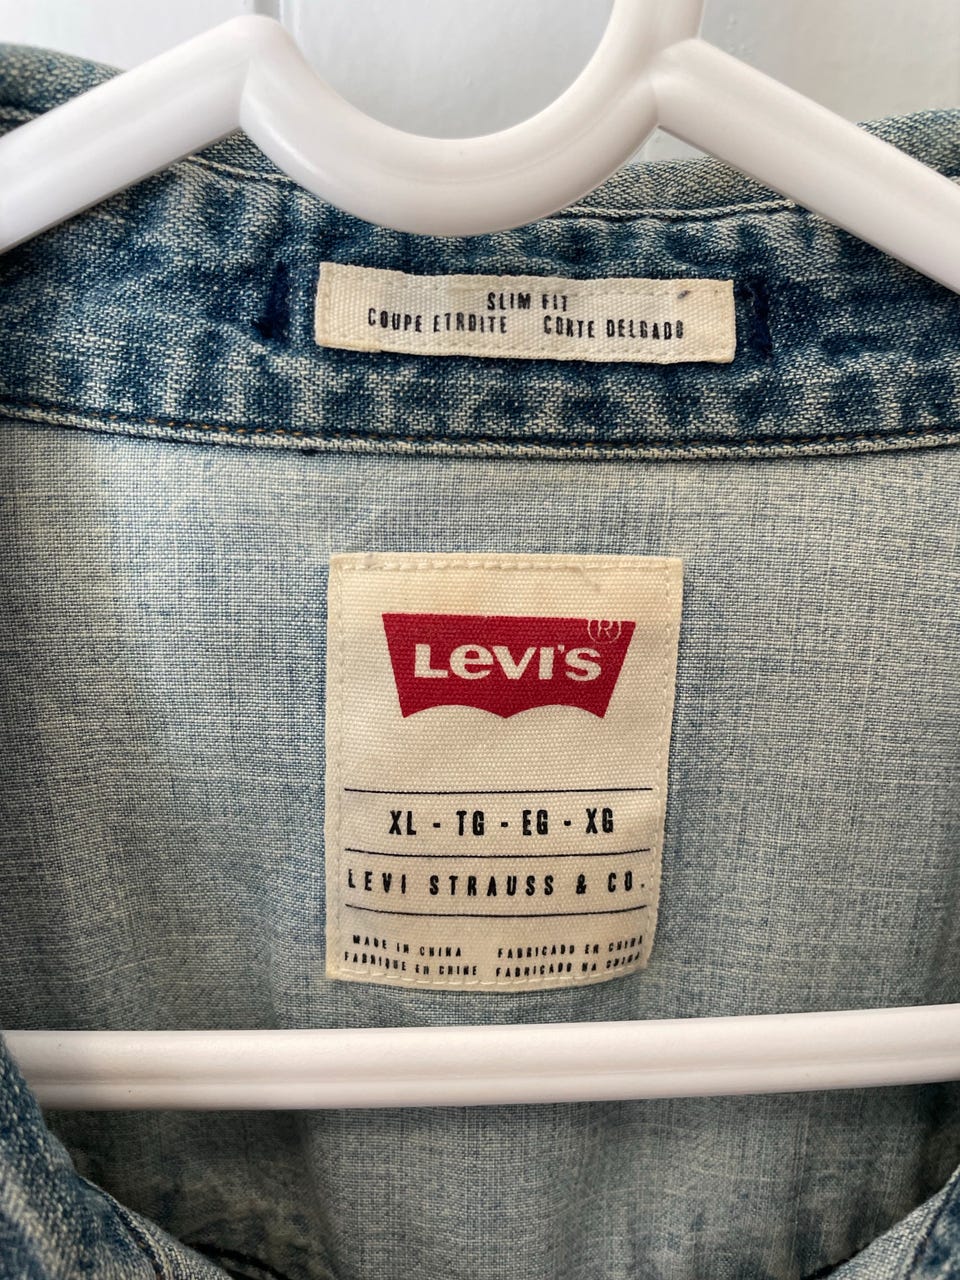 SLIM FIT
COUPE ETROITE CORTE DELGADO
LEVI'S (R)
XL - TG - EG - XG
LEVI STRAUSS & CO.
MADE IN CHINA FABRICADO EN CHINA
FABRIQUE EN CHINE FABRICADO NA CHINA